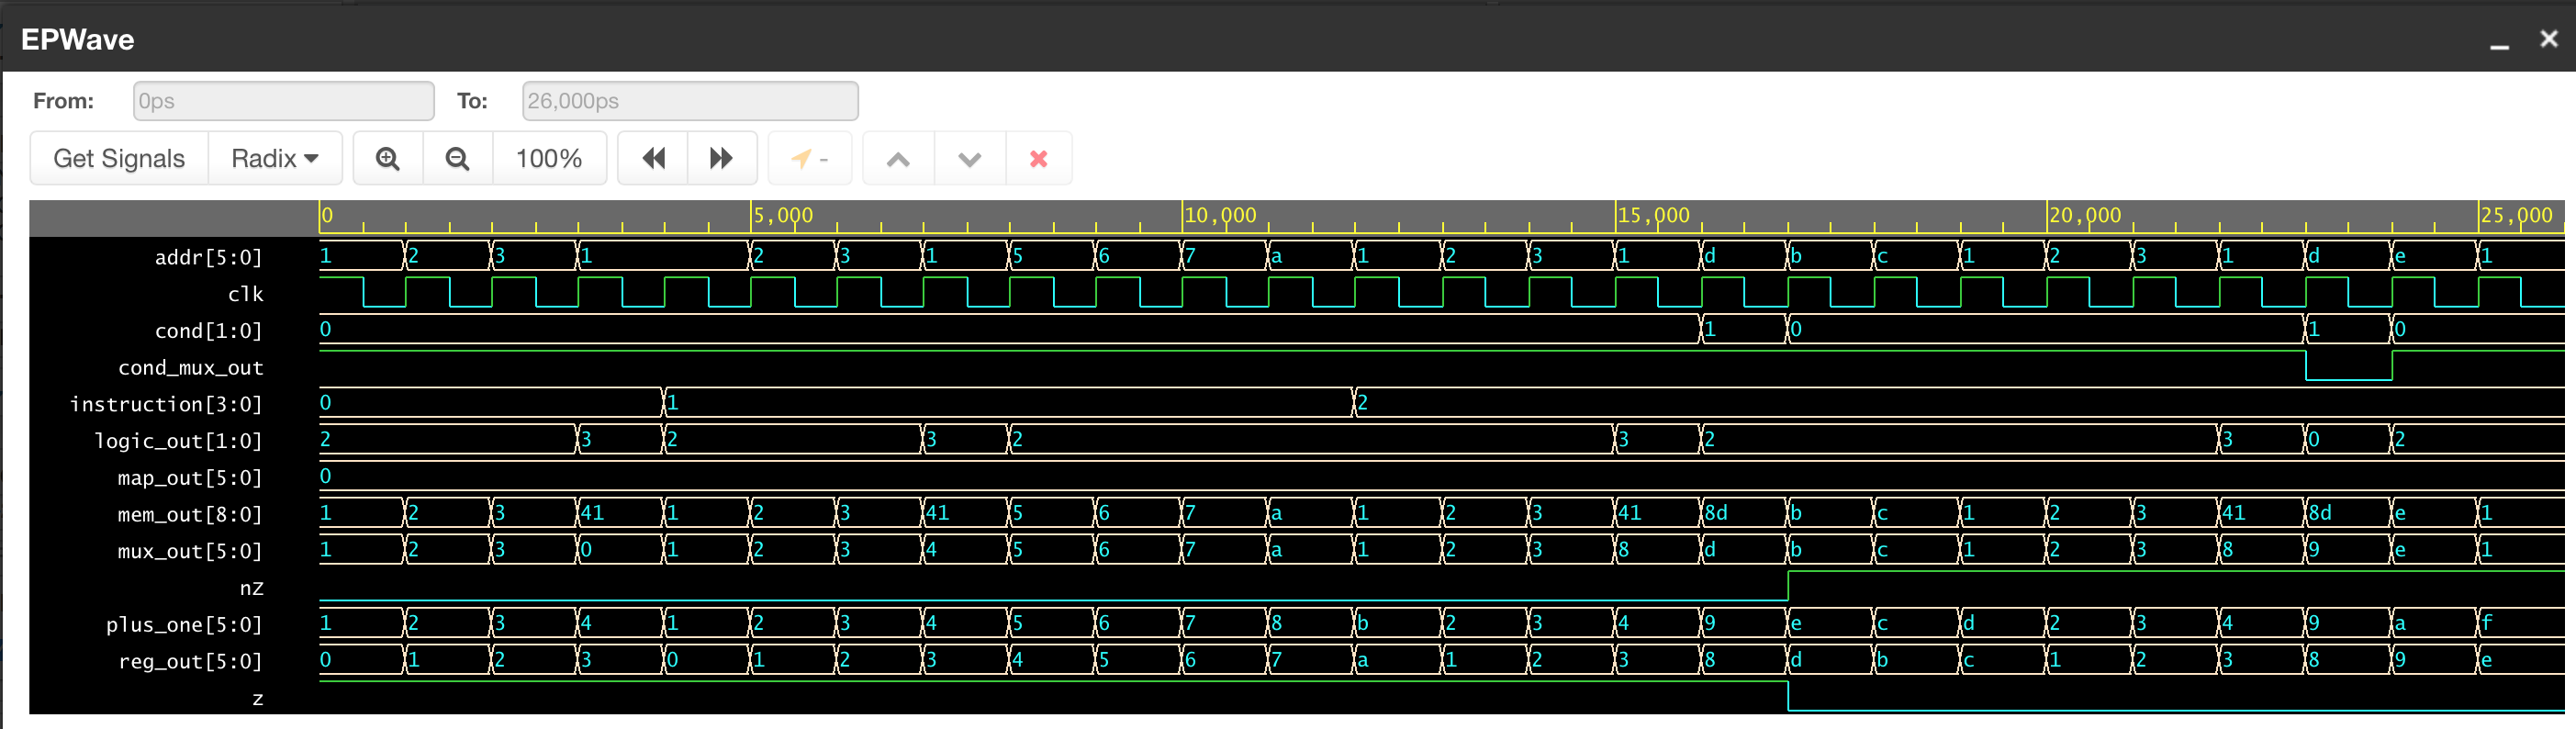 EPWave
From: 0ps To: 26,000ps
Get Signals Radix 100% -
0 5,000 10,000 15,000 20,000 25,000
addr[5:0] 1 2 3 1 2 3 1 5 6 7 a 1 2 3 1 d b c 1 2 3 1 d e 1
clk
cond[1:0] 0 1 0 1 0
cond_mux_out
instruction[3:0] 0 1 2
logic_out[1:0] 2 3 2 3 2 3 2 3 0 2
map_out[5:0] 0
mem_out[8:0] 1 2 3 41 1 2 3 41 5 6 7 a 1 2 3 41 8d b c 1 2 3 41 8d e 1
mux_out[5:0] 1 2 3 0 1 2 3 4 5 6 7 a 1 2 3 8 d b c 1 2 3 8 9 e 1
nZ
plus_one[5:0] 1 2 3 4 1 2 3 4 5 6 7 8 b 2 3 4 9 e c d 2 3 4 9 a f
reg_out[5:0] 0 1 2 3 0 1 2 3 4 5 6 7 a 1 2 3 8 d b c 1 2 3 8 9 e
z